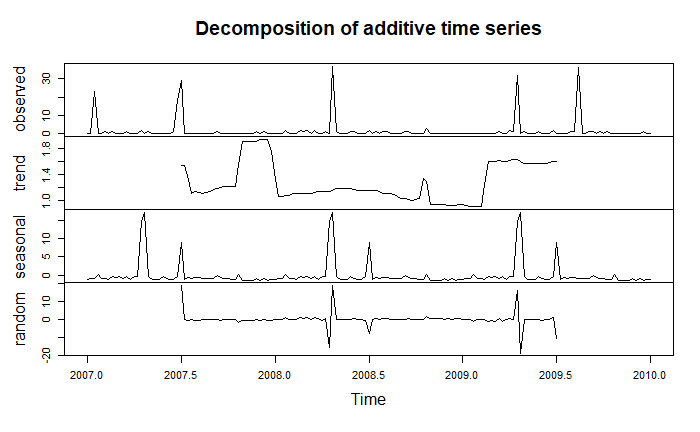 Decomposition of additive time series
observed
0 10 30
trend
1.0 1.4 1.8
seasonal
0 5 15
random
-20 0 10
2007.0 2007.5 2008.0 2008.5 2009.0 2009.5 2010.0
Time